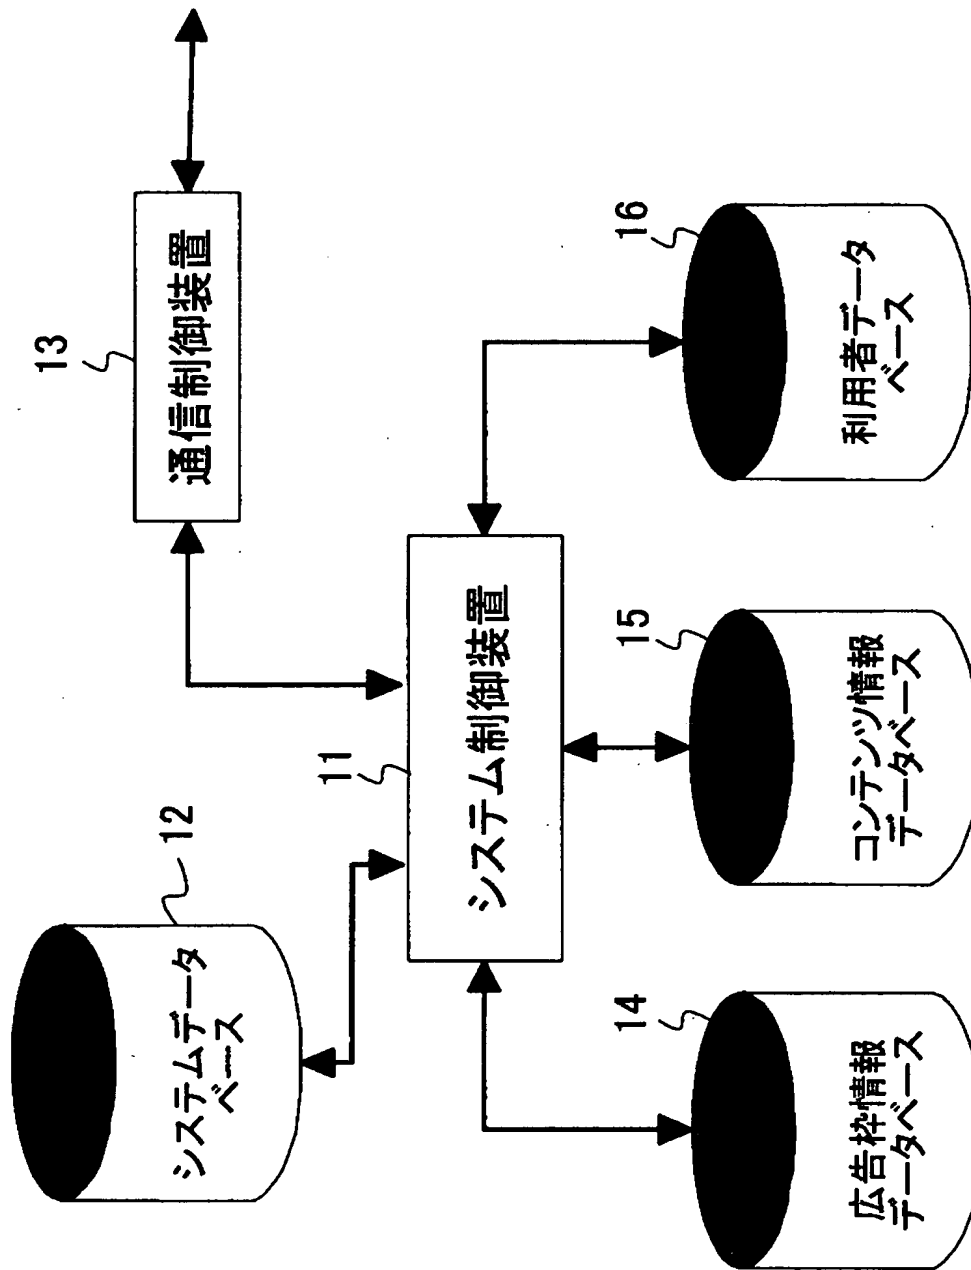 12
システムデータ
ベース
13
通信制御装置
11
システム制御装置
14
広告枠情報
データベース
15
コンテンツ情報
データベース
16
利用者データ
ベース